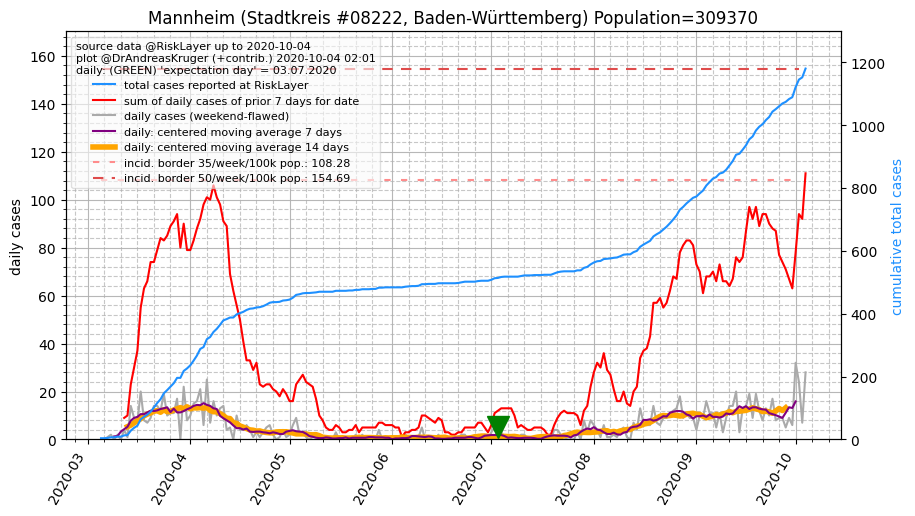 Mannheim (Stadtkreis #08222, Baden-Württemberg) Population=309370
source data @RiskLayer up to 2020-10-04
plot @DrAndreasKruger (+contrib.) 2020-10-04 02:01
daily: (GREEN) 'expectation day' = 03.07.2020
total cases reported at RiskLayer
sum of daily cases of prior 7 days for date
daily cases (weekend-flawed)
daily: centered moving average 7 days
daily: centered moving average 14 days
incid. border 35/week/100k pop.: 108.28
incid. border 50/week/100k pop.: 154.69
daily cases
160
140
120
100
80
60
40
20
0
cumulative total cases
1200
1000
800
600
400
200
0
2020-03
2020-04
2020-05
2020-06
2020-07
2020-08
2020-09
2020-10